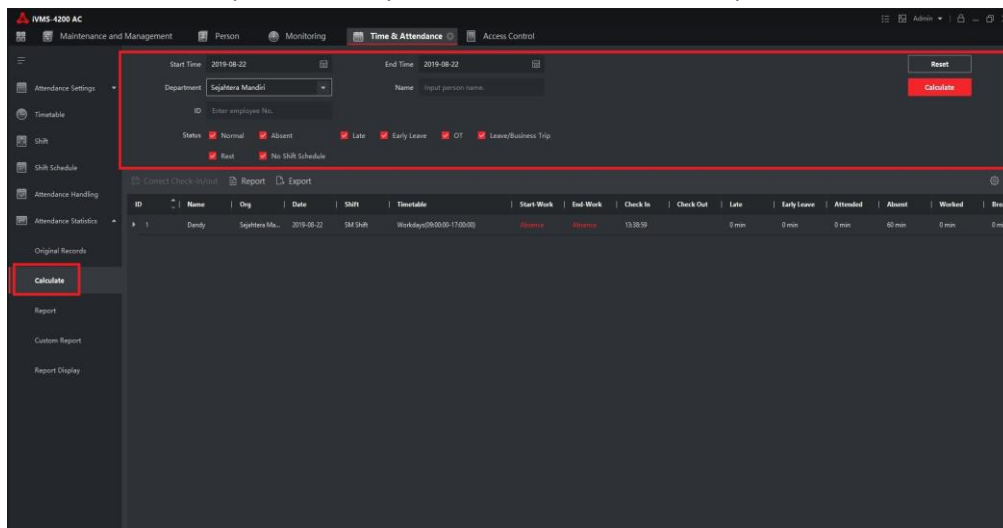 iVMS-4200 AC
Admin
Maintenance and Management
Person
Monitoring
Time & Attendance
Access Control
Attendance Settings
Timetable
Shift
Shift Schedule
Attendance Handling
Attendance Statistics
Original Records
Calculate
Report
Custom Report
Report Display
Start Time 2019-08-22 End Time 2019-08-22 Reset
Department Sejahtera Mandiri Name Input person name. Calculate
ID Enter employee No.
Status Normal Absent Late Early Leave OT Leave/Business Trip
Rest No Shift Schedule
Correct Check-In/Out Report Export
ID Name Org Date Shift Timetable Start-Work End-Work Check In Check Out Late Early Leave Attended Absent Worked Bre
1 Dandy Sejahtera Ma... 2019-08-22 SM Shift Workdays(09:00:00-17:00:00) Absence Absence 13:38:59 0 min 0 min 0 min 60 min 0 min 0 m